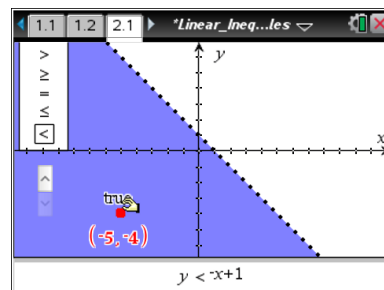 1.1 1.2 2.1 *Linear_Ineq...les
>
≥
=
≤
<
y
x
true
(-5,-4)
y < -x+1